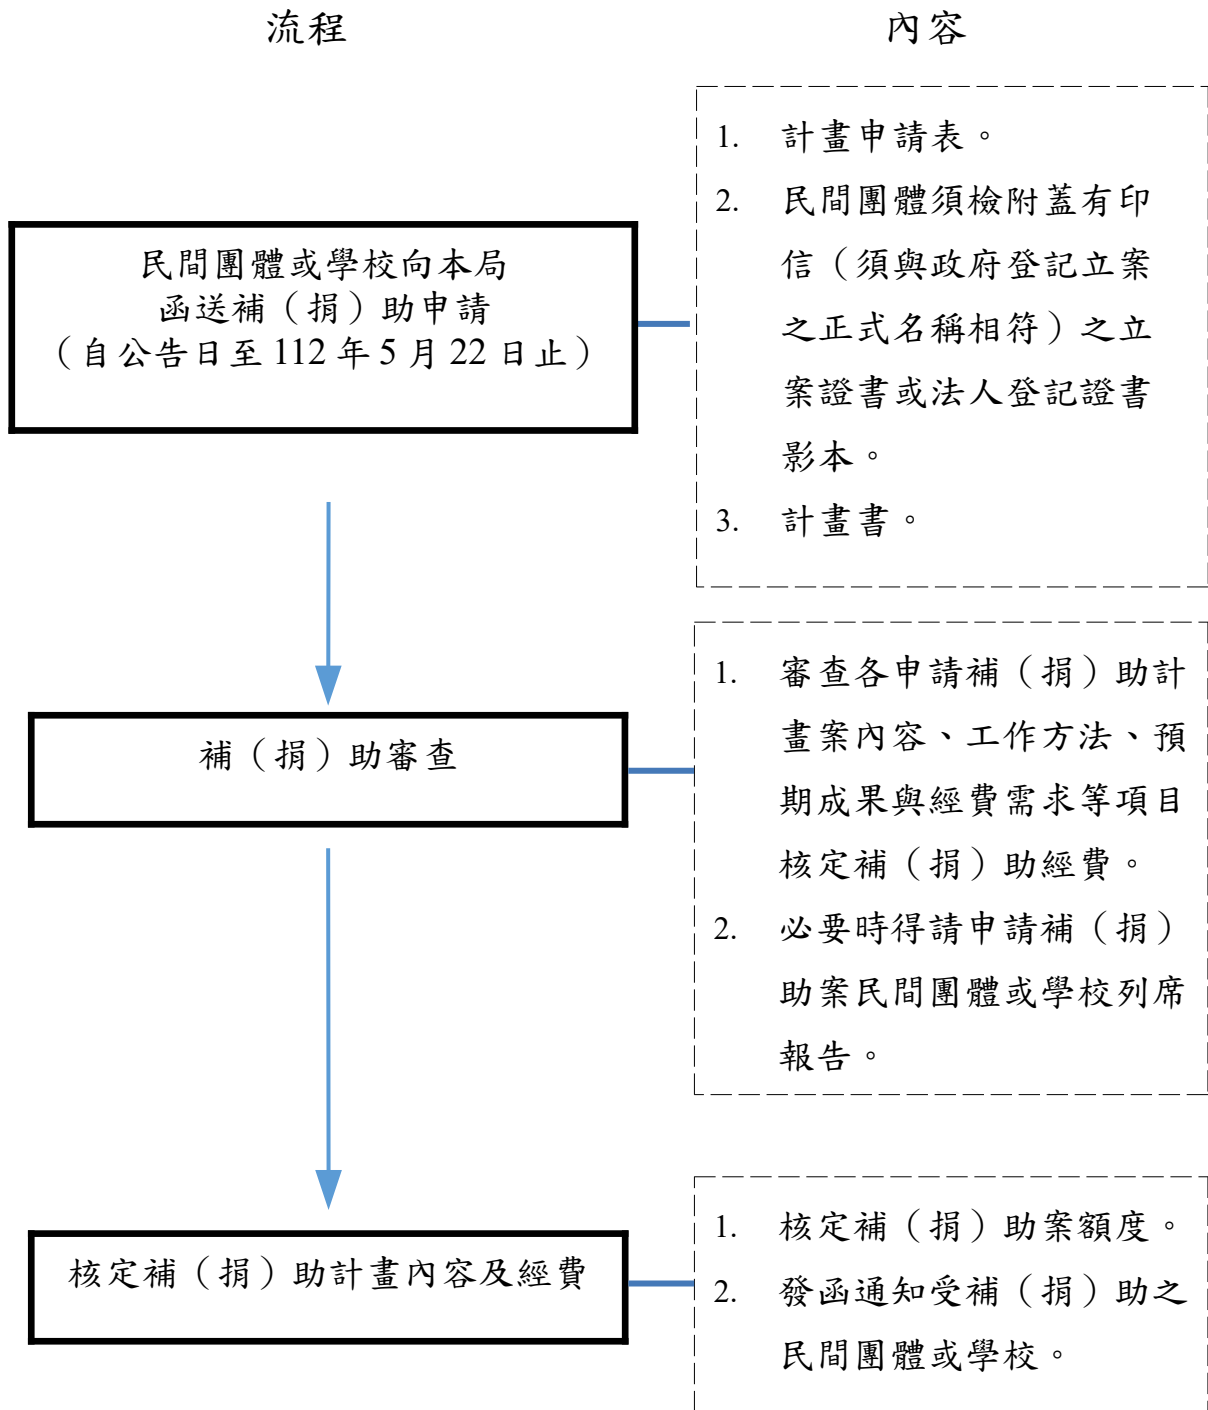 流程
內容
民間團體或學校向本局
函送補（捐）助申請
（自公告日至 112 年 5 月 22 日止）
1. 計畫申請表。
2. 民間團體須檢附蓋有印
信（須與政府登記立案
之正式名稱相符）之立
案證書或法人登記證書
影本。
3. 計畫書。
補（捐）助審查
1. 審查各申請補（捐）助計
畫案內容、工作方法、預
期成果與經費需求等項目
核定補（捐）助經費。
2. 必要時得請申請補（捐）
助案民間團體或學校列席
報告。
核定補（捐）助計畫內容及經費
1. 核定補（捐）助案額度。
2. 發函通知受補（捐）助之
民間團體或學校。